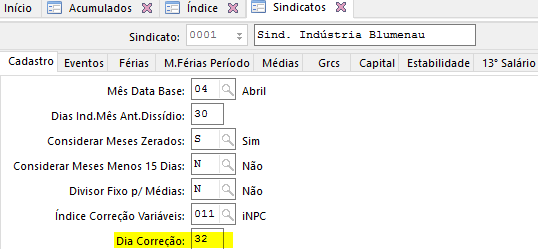 Início Acumulados Índice Sindicatos
Sindicato: 0001 Sind. Indústria Blumenau
Cadastro Eventos Férias M.Férias Período Médias Grcs Capital Estabilidade 13° Salário
Mês Data Base: 04 Abril
Dias Ind.Mês Ant.Dissídio: 30
Considerar Meses Zerados: S Sim
Considerar Meses Menos 15 Dias: N Não
Divisor Fixo p/ Médias: N Não
Índice Correção Variáveis: 011 iNPC
Dia Correção: 32